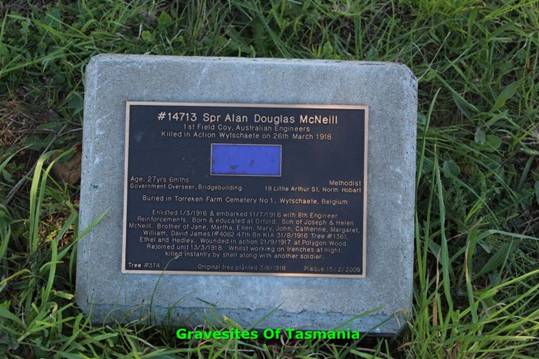 #14713 Spr Alan Douglas McNeill
1st Field Coy, Australian Engineers
Killed in Action Wytschaete on 26th March 1918
Age: 27yrs 6mths Methodist
Government Overseer, Bridgebuilding 19 Lithe Arthur St, North Hobart
Buried in Torreken Farm Cemetery No 1, Wytschaete, Belgium
Enlisted 1/3/1916 & embarked 11/7/1916 with 8th Engineer
Reinforcements. Born & educated at Orford. Son of Joseph & Helen
McNeill. Brother of Jane, Martha, Ellen, Mary, John, Catherine, Margaret,
William, David James (#6062 47th Bn KIA 31/8/1916 Tree #136),
Ethel and Hedley. Wounded in action 21/9/1917 at Polygon Wood.
Rejoined unit 13/3/1918. Whilst working on trenches at night,
killed instantly by shell along with another soldier.
Tree #374 Original tree planted 3/8/1918 Plaque 15/2/2009
Gravesites Of Tasmania